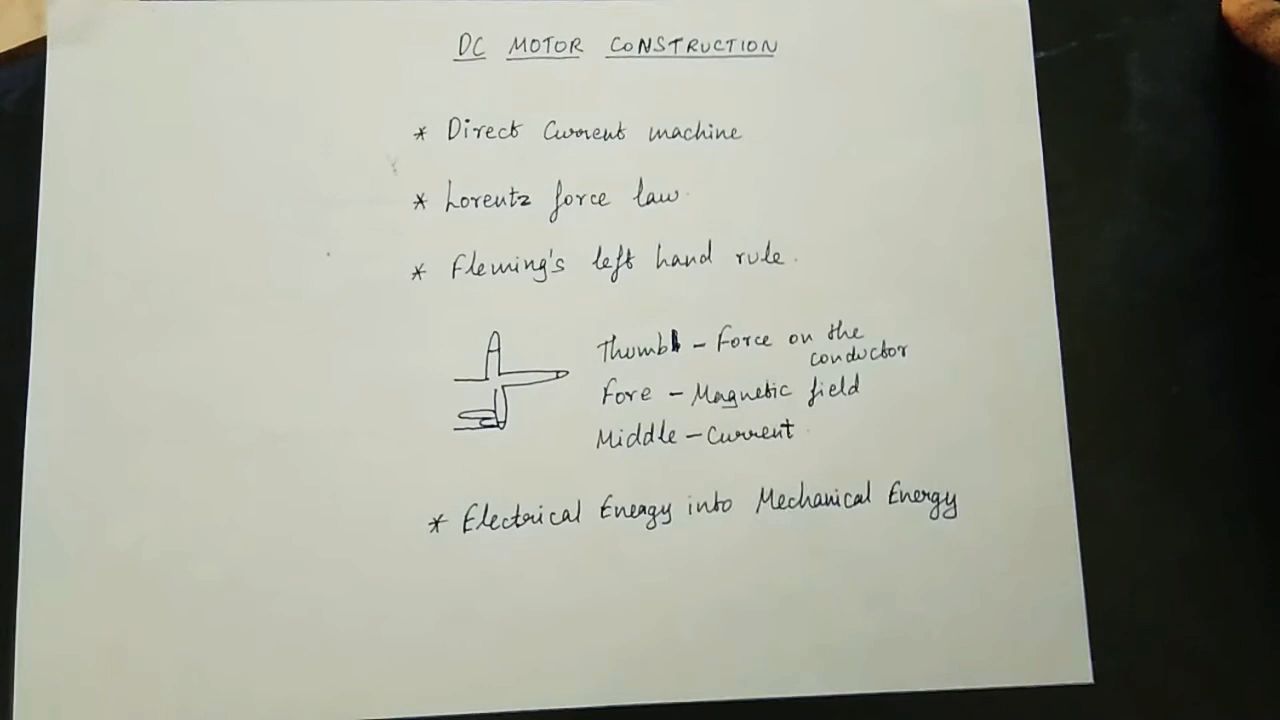 DC MOTOR CONSTRUCTION
* Direct Current machine
* Lorentz force law.
* Fleming's left hand rule.
Thumb - Force on the
conductor
Fore - Magnetic field
Middle - Current
* Electrical Energy into Mechanical Energy